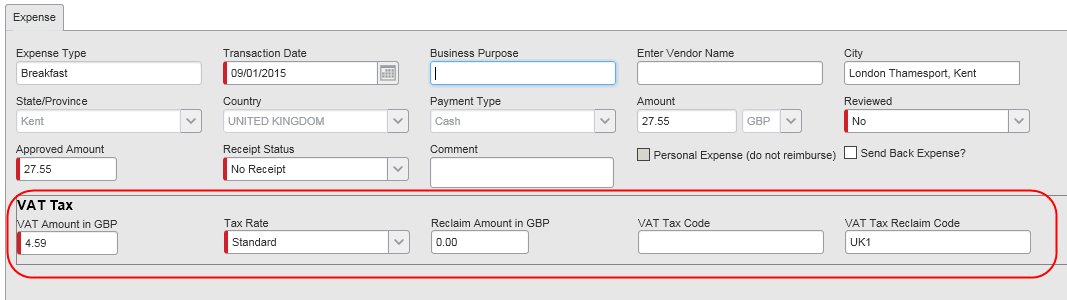 Expense
Expense Type Transaction Date Business Purpose Enter Vendor Name City
Breakfast 09/01/2015 London Thamesport, Kent
State/Province Country Payment Type Amount Reviewed
Kent UNITED KINGDOM Cash 27.55 GBP No
Approved Amount Receipt Status Comment
27.55 No Receipt Personal Expense (do not reimburse) Send Back Expense?
VAT Tax
VAT Amount in GBP Tax Rate Reclaim Amount in GBP VAT Tax Code VAT Tax Reclaim Code
4.59 Standard 0.00 UK1